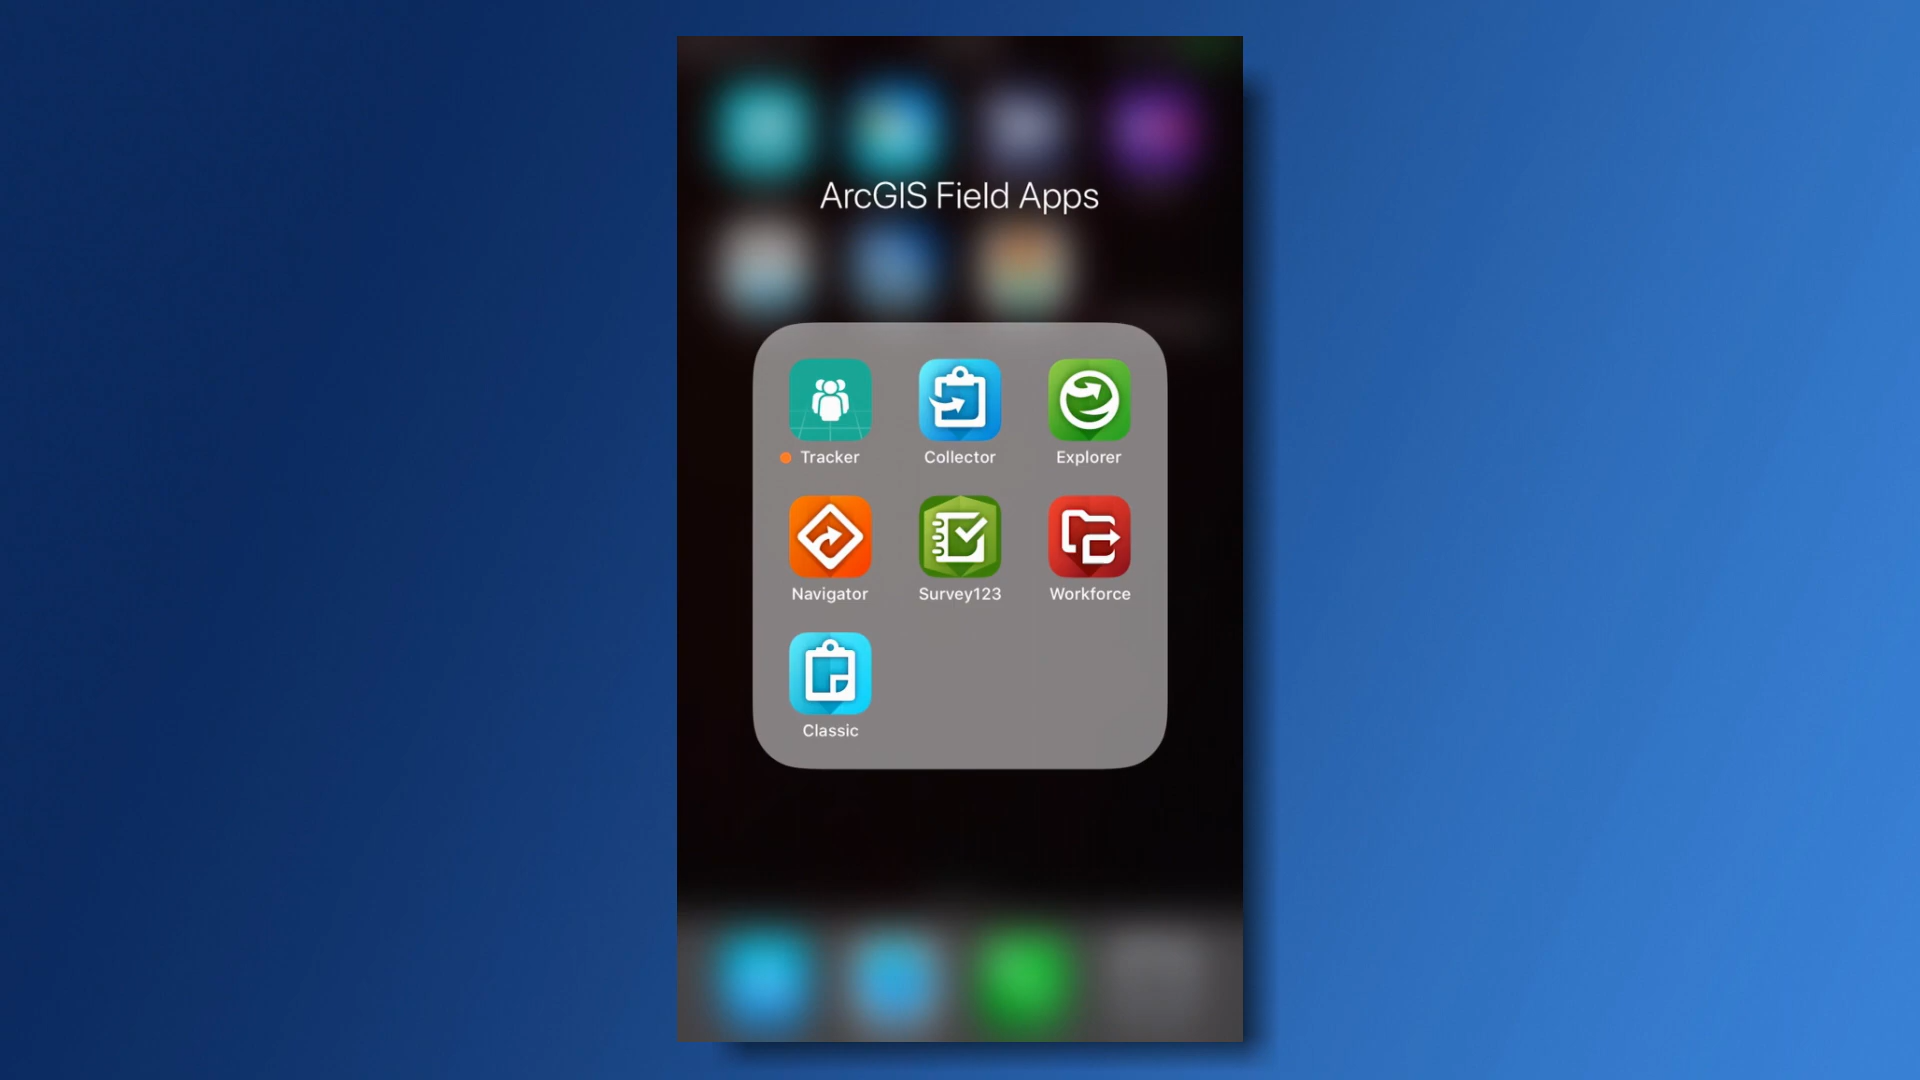 ArcGIS Field Apps
Tracker
Collector
Explorer
Navigator
Survey123
Workforce
Classic